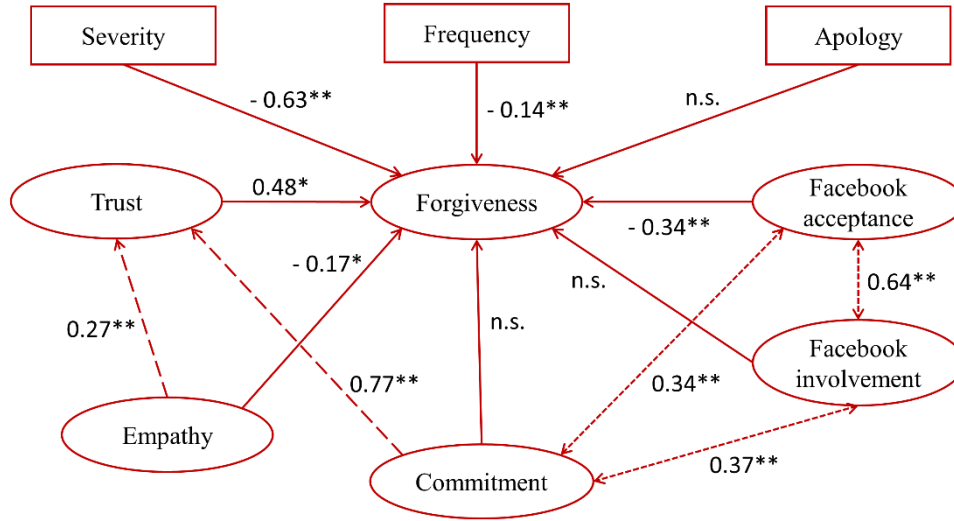 Severity
Frequency
Apology
- 0.63**
- 0.14**
n.s.
Trust
0.48*
Forgiveness
Facebook
acceptance
- 0.34**
- 0.17*
n.s.
0.64**
0.27**
n.s.
0.77**
0.34**
Facebook
involvement
Empathy
Commitment
0.37**